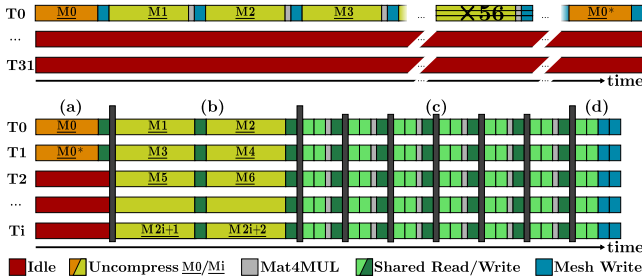 T0 M0 M1 M2 M3 ... ×56 ... M0*
... ... ...
T31 ... ...
time
(a) (b) (c) (d)
T0 M0 M1 M2
T1 M0* M3 M4
T2 M5 M6
...
Ti M2i+1 M2i+2
time
Idle Uncompress M0/Mi Mat4MUL Shared Read/Write Mesh Write